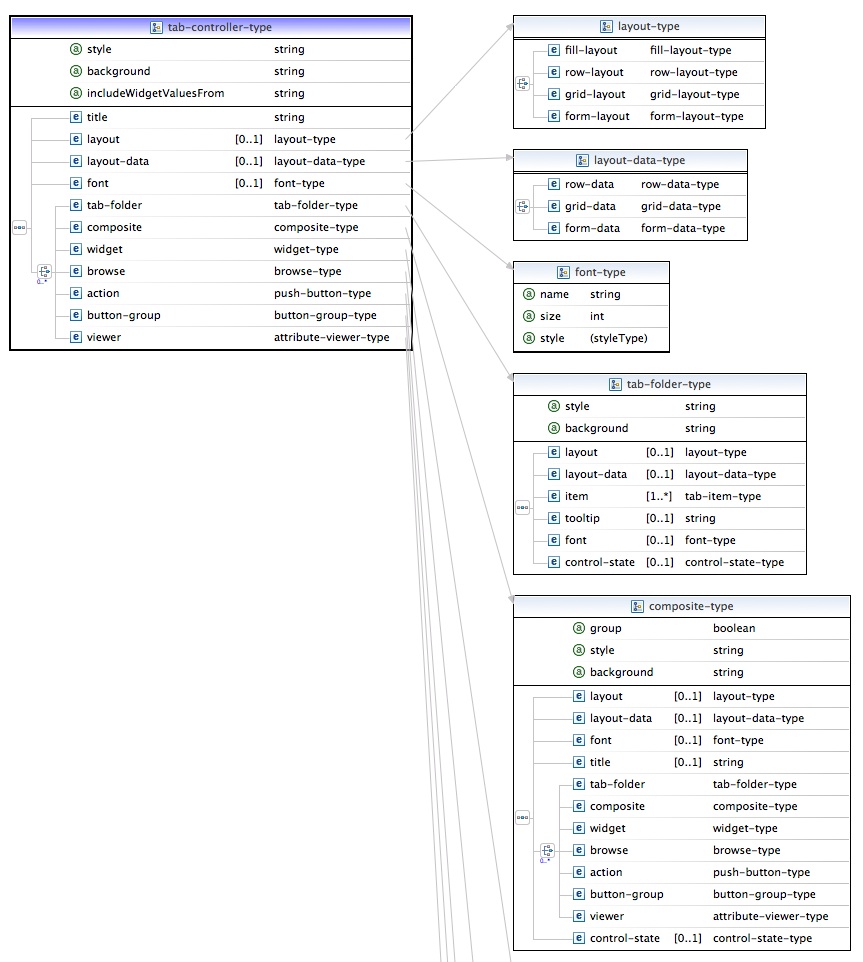 tab-controller-type
a style string
a background string
a includeWidgetValuesFrom string
e title string
e layout [0..1] layout-type
e layout-data [0..1] layout-data-type
e font [0..1] font-type
e tab-folder tab-folder-type
e composite composite-type
e widget widget-type
e browse browse-type
e action push-button-type
e button-group button-group-type
e viewer attribute-viewer-type
layout-type
e fill-layout fill-layout-type
e row-layout row-layout-type
e grid-layout grid-layout-type
e form-layout form-layout-type
layout-data-type
e row-data row-data-type
e grid-data grid-data-type
e form-data form-data-type
font-type
a name string
a size int
a style (styleType)
tab-folder-type
a style string
a background string
e layout [0..1] layout-type
e layout-data [0..1] layout-data-type
e item [1..*] tab-item-type
e tooltip [0..1] string
e font [0..1] font-type
e control-state [0..1] control-state-type
composite-type
a group boolean
a style string
a background string
e layout [0..1] layout-type
e layout-data [0..1] layout-data-type
e font [0..1] font-type
e title [0..1] string
e tab-folder tab-folder-type
e composite composite-type
e widget widget-type
e browse browse-type
e action push-button-type
e button-group button-group-type
e viewer attribute-viewer-type
e control-state [0..1] control-state-type